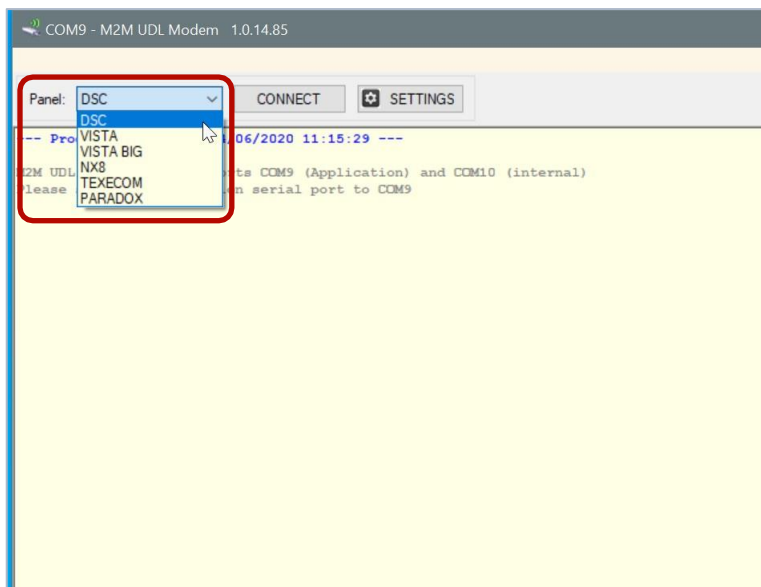 COM9 - M2M UDL Modem 1.0.14.85
Panel: DSC CONNECT SETTINGS
DSC
VISTA
VISTA BIG
NX8
TEXECOM
PARADOX
--- Pro /06/2020 11:15:29 ---
M2M UDL ts COM9 (Application) and COM10 (internal)
Please n serial port to COM9